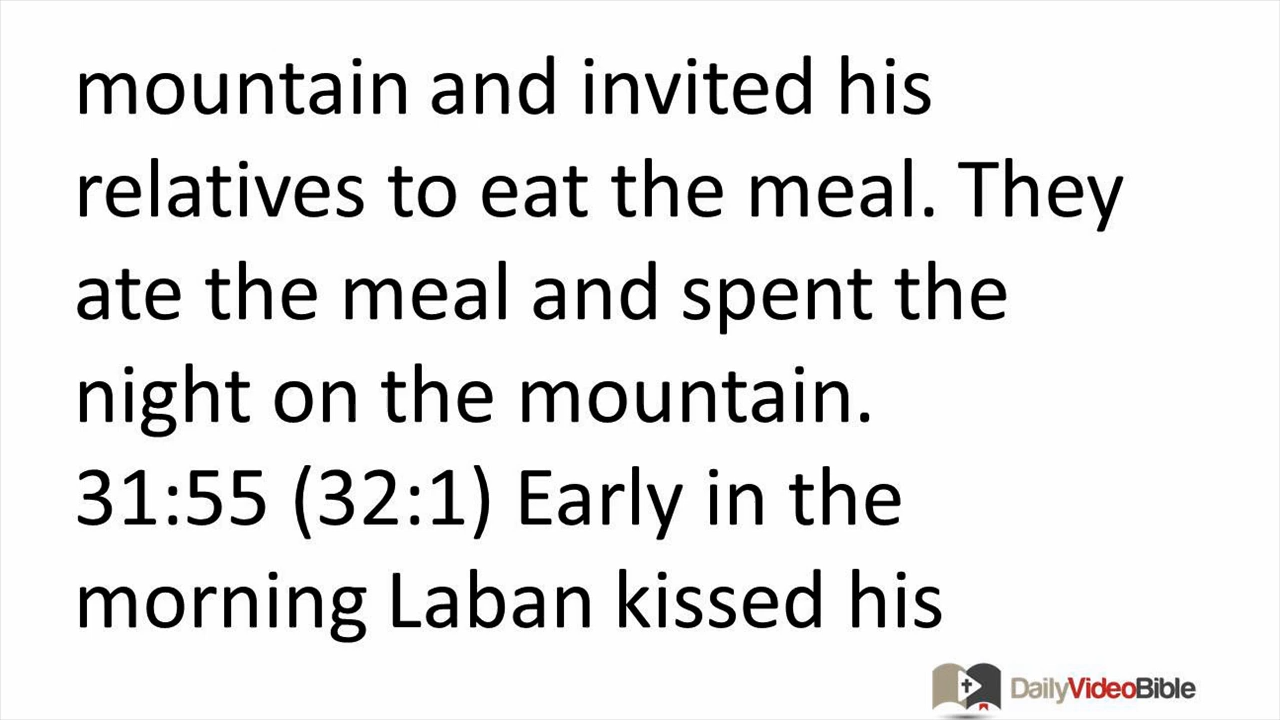 mountain and invited his
relatives to eat the meal. They
ate the meal and spent the
night on the mountain.
31:55 (32:1) Early in the
morning Laban kissed his
DailyVideoBible